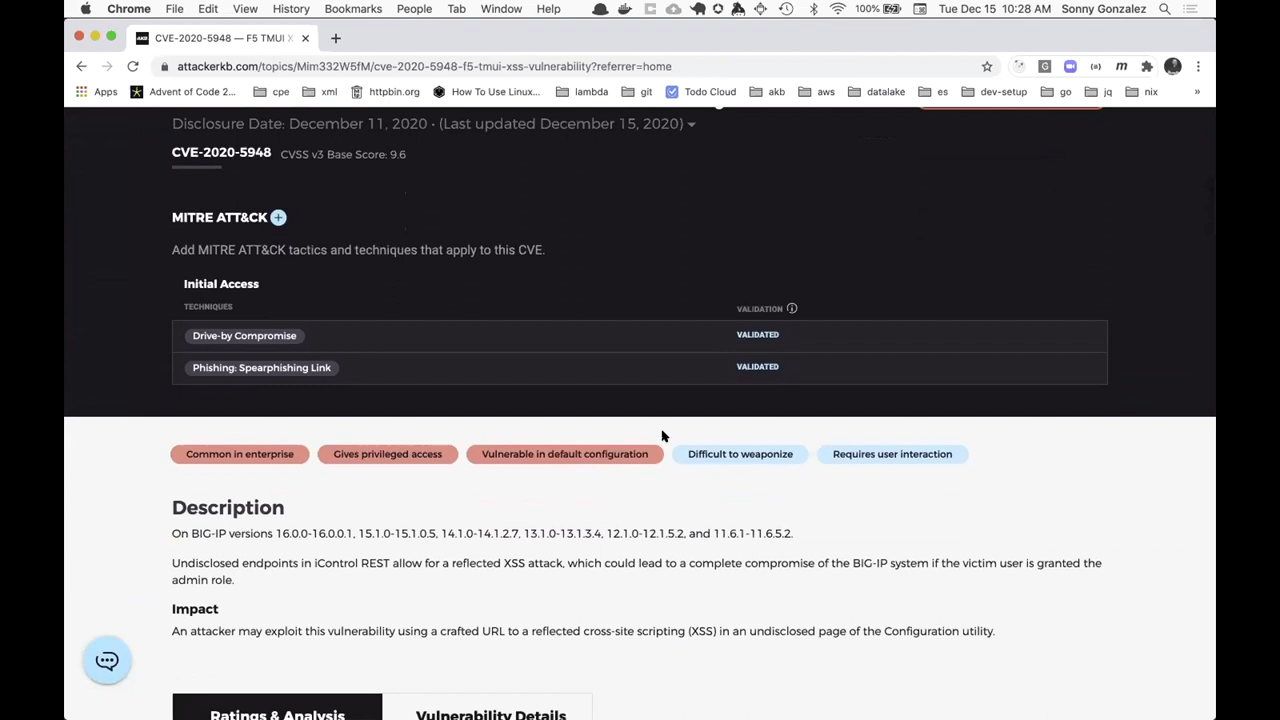 Chrome File Edit View History Bookmarks People Tab Window Help 100% Tue Dec 15 10:28 AM Sonny Gonzalez
CVE-2020-5948 — F5 TMUI X
attackerkb.com/topics/Mim332W5fM/cve-2020-5948-f5-tmui-xss-vulnerability?referrer=home
Apps Advent of Code 2... cpe xml httpbin.org How To Use Linux... lambda git Todo Cloud akb aws datalake es dev-setup go jq nix »
Disclosure Date: December 11, 2020 • (Last updated December 15, 2020)
CVE-2020-5948 CVSS v3 Base Score: 9.6
MITRE ATT&CK
Add MITRE ATT&CK tactics and techniques that apply to this CVE.
Initial Access
TECHNIQUES VALIDATION
Drive-by Compromise VALIDATED
Phishing: Spearphishing Link VALIDATED
Common in enterprise Gives privileged access Vulnerable in default configuration Difficult to weaponize Requires user interaction
Description
On BIG-IP versions 16.0.0-16.0.0.1, 15.1.0-15.1.0.5, 14.1.0-14.1.2.7, 13.1.0-13.1.3.4, 12.1.0-12.1.5.2, and 11.6.1-11.6.5.2.
Undisclosed endpoints in iControl REST allow for a reflected XSS attack, which could lead to a complete compromise of the BIG-IP system if the victim user is granted the
admin role.
Impact
An attacker may exploit this vulnerability using a crafted URL to a reflected cross-site scripting (XSS) in an undisclosed page of the Configuration utility.
Ratings & Analysis Vulnerability Details